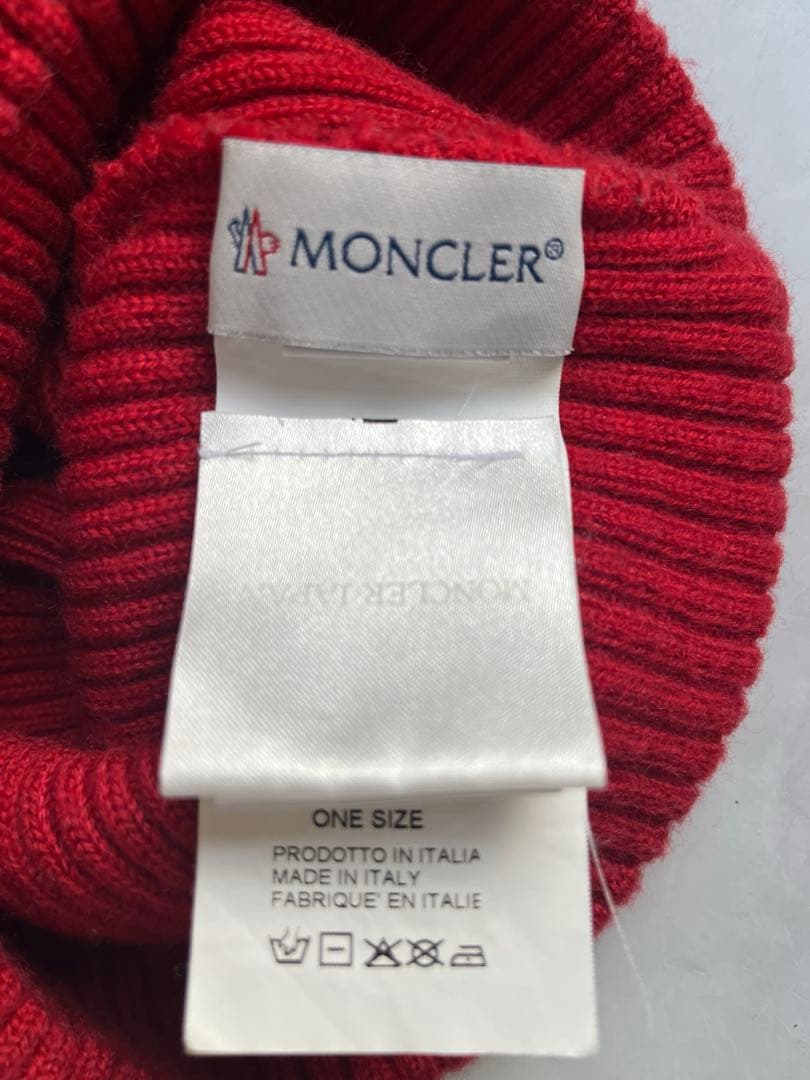 MONCLER®
MONCLER JAPAN
ONE SIZE
PRODOTTO IN ITALIA
MADE IN ITALY
FABRIQUE' EN ITALIE